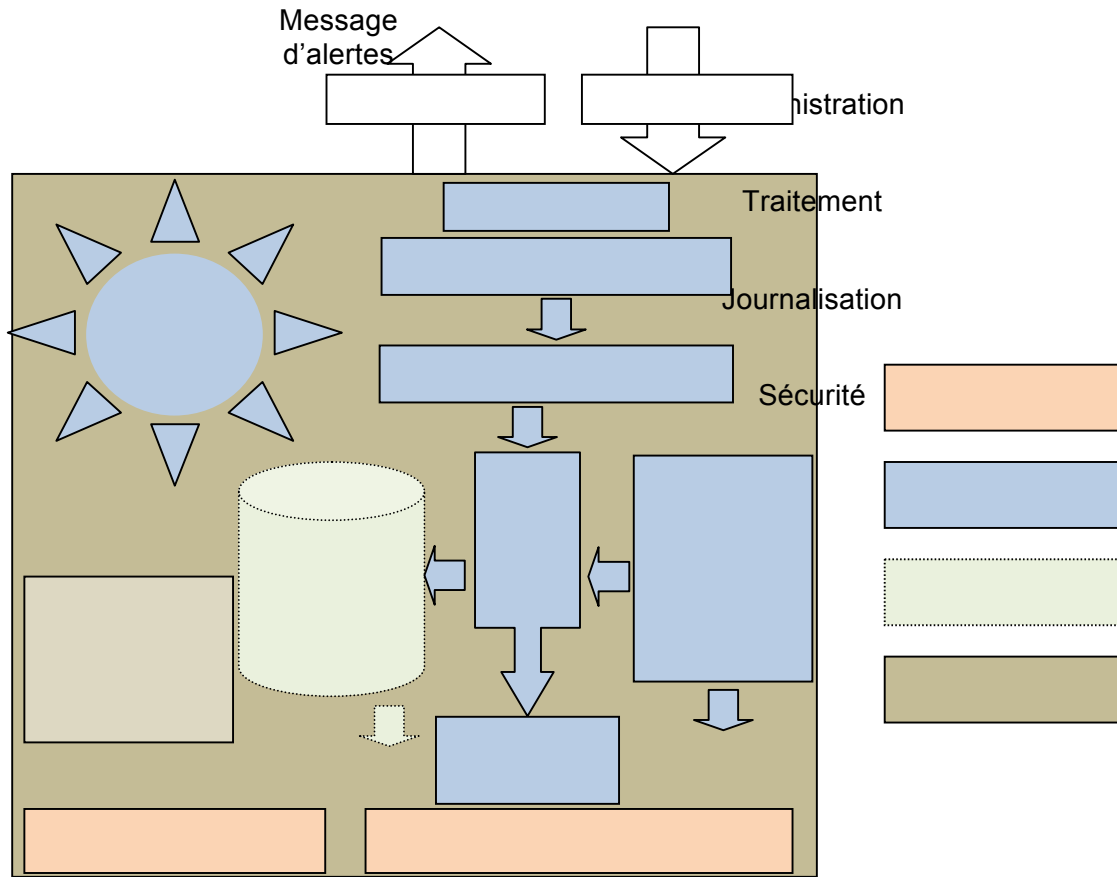 Message
d'alertes
nistration
Traitement
Journalisation
Sécurité